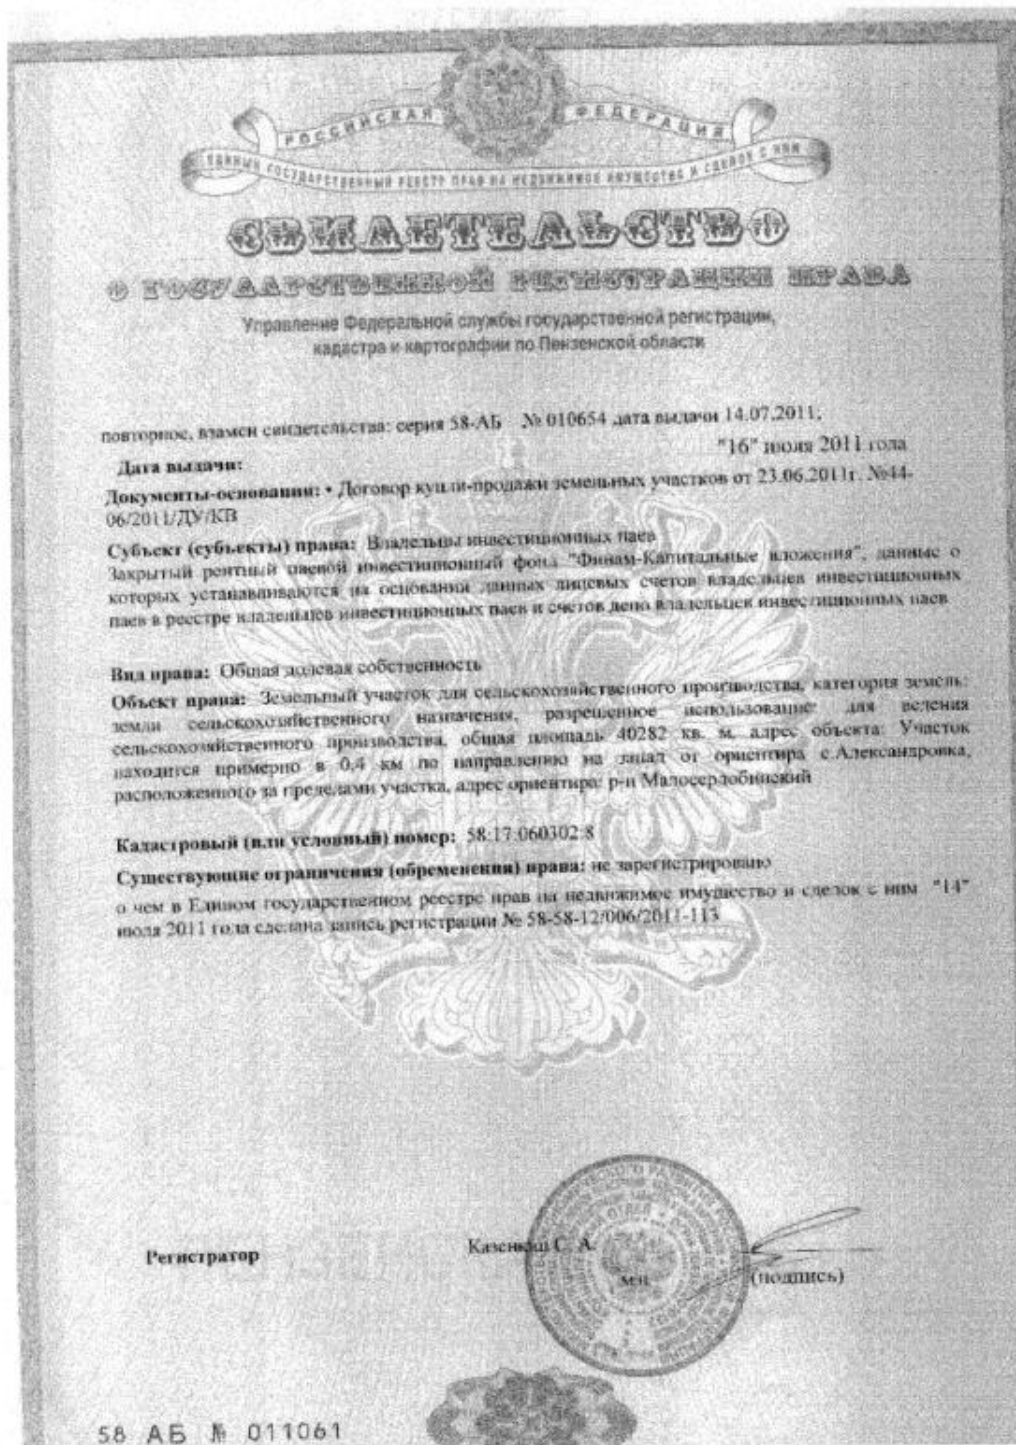 РОССИЙСКАЯ ФЕДЕРАЦИЯ
ЕДИНЫЙ ГОСУДАРСТВЕННЫЙ РЕЕСТР ПРАВ НА НЕДВИЖИМОЕ ИМУЩЕСТВО И СДЕЛОК С НИМ
СВИДЕТЕЛЬСТВО
О ГОСУДАРСТВЕННОЙ РЕГИСТРАЦИИ ПРАВА
Управление Федеральной службы государственной регистрации,
кадастра и картографии по Пензенской области
повторное, взамен свидетельства: серия 58-АБ № 010654 дата выдачи 14.07.2011,
"16" июля 2011 года
Дата выдачи:
Документы-основания: • Договор купли-продажи земельных участков от 23.06.2011г. №44-
06/2011/ДУ/КВ
Субъект (субъекты) права: Владельцы инвестиционных паев
Закрытый рентный паевой инвестиционный фонд "Финам-Капитальные вложения", данные о
которых устанавливаются на основании данных лицевых счетов владельцев инвестиционных
паев в реестре владельцев инвестиционных паев и счетов депо владельцев инвестиционных паев
Вид права: Общая долевая собственность
Объект права: Земельный участок для сельскохозяйственного производства, категория земель:
земли сельскохозяйственного назначения, разрешенное использование: для ведения
сельскохозяйственного производства, общая площадь 40282 кв. м, адрес объекта: Участок
находится примерно в 0,4 км по направлению на запад от ориентира с.Александровка,
расположенного за пределами участка, адрес ориентира: р-н Малосердобинский
Кадастровый (или условный) номер: 58:17:060302:8
Существующие ограничения (обременения) права: не зарегистрировано
о чем в Едином государственном реестре прав на недвижимое имущество и сделок с ним "14"
июля 2011 года сделана запись регистрации № 58-58-12/006/2011-113
Регистратор
С. А.
м.п.
(подпись)
58 АБ № 011061